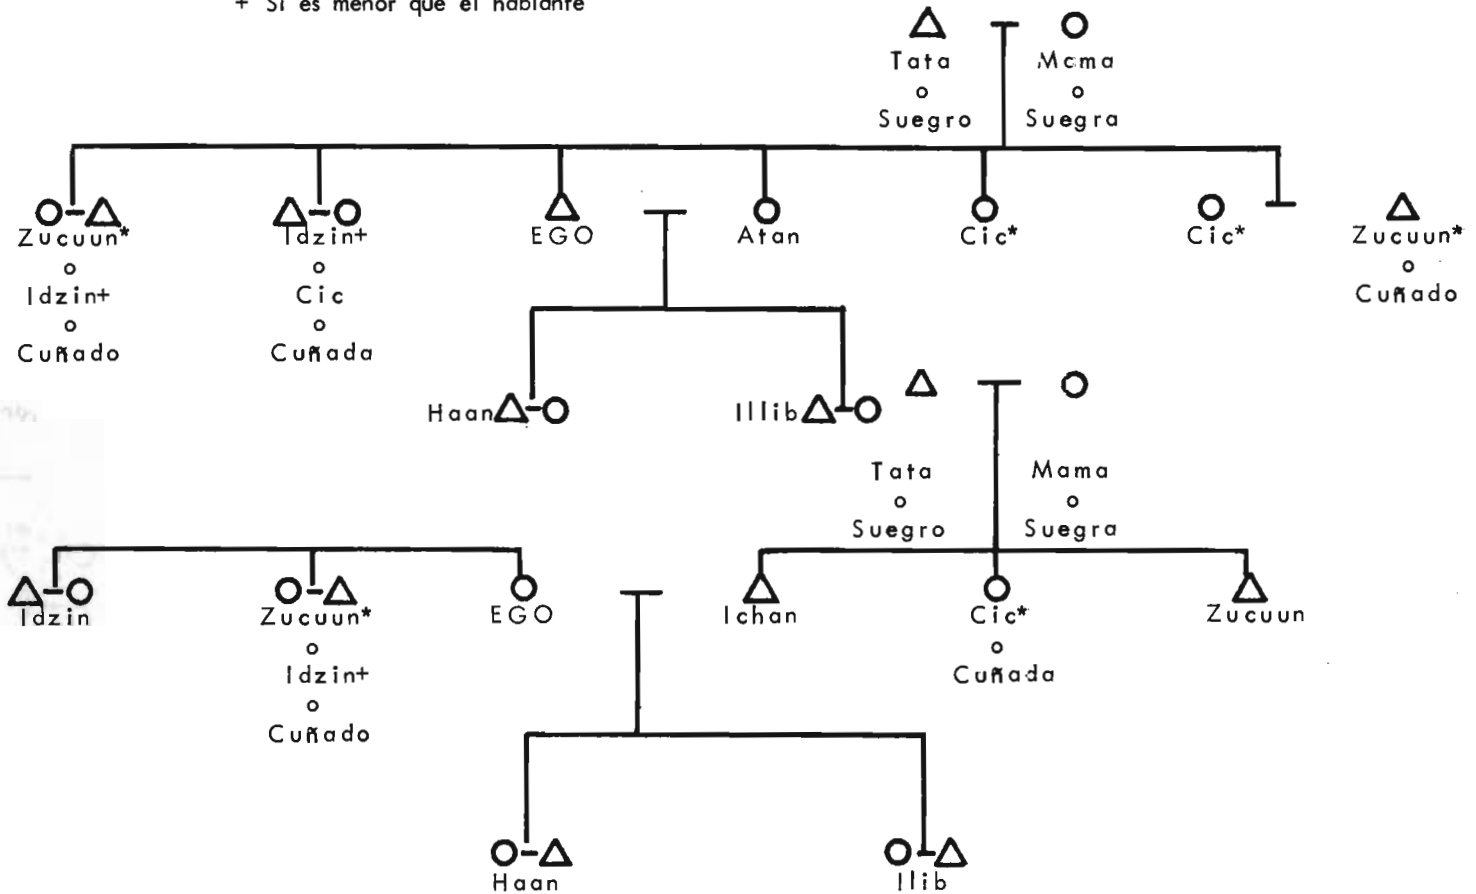 + Si es menor que el hablante
Tata Mama
o o
Suegro Suegra
Zucuun* Idzin+ EGO Atan Cic* Cic* Zucuun*
o o o
Idzin+ Cic Cuñado
o o
Cuñado Cuñada
Haan Illib
Tata Mama
o o
Suegro Suegra
Idzin Zucuun* EGO Ichan Cic* Zucuun
o o
Idzin+ Cuñada
o
Cuñado
Haan Ilib